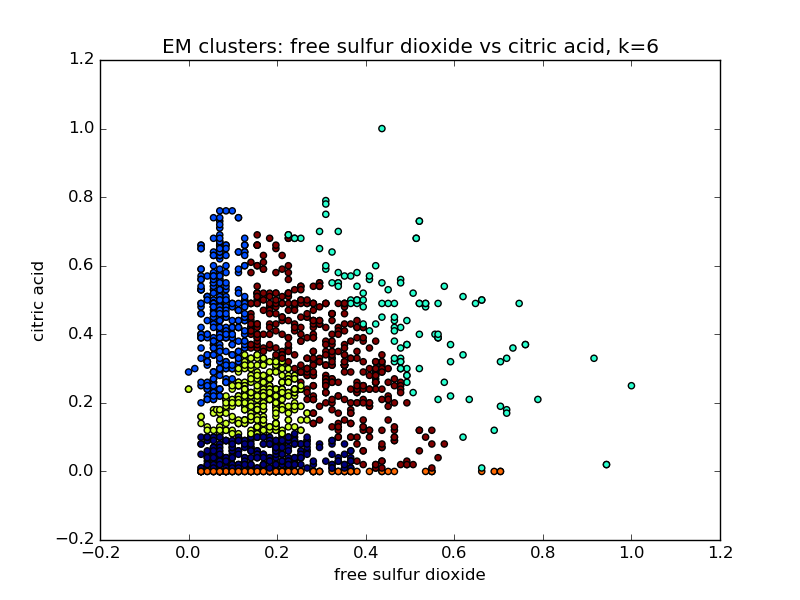 EM clusters: free sulfur dioxide vs citric acid, k=6
1.2
1.0
0.8
0.6
0.4
0.2
0.0
−0.2
citric acid
−0.2 0.0 0.2 0.4 0.6 0.8 1.0 1.2
free sulfur dioxide